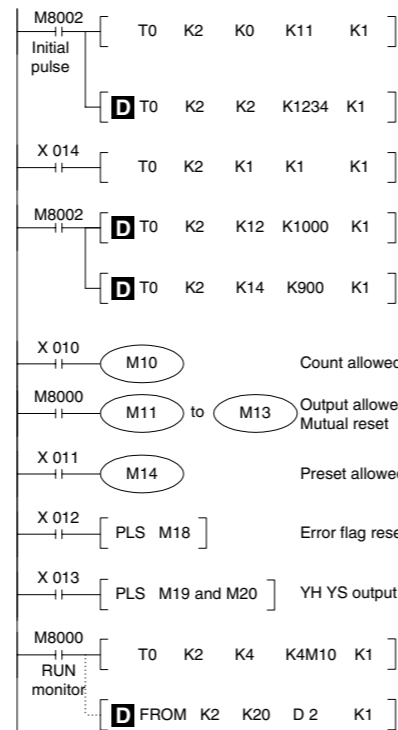 M8002
Initial
pulse
T0 K2 K0 K11 K1
D T0 K2 K2 K1234 K1
X 014
T0 K2 K1 K1 K1
M8002
D T0 K2 K12 K1000 K1
D T0 K2 K14 K900 K1
X 010
M10 Count allowed
M8000
M11 to M13 Output allowe
Mutual reset
X 011
M14 Preset allowed
X 012
PLS M18 Error flag rese
X 013
PLS M19 and M20 YH YS output
M8000
RUN
monitor
T0 K2 K4 K4M10 K1
D FROM K2 K20 D 2 K1